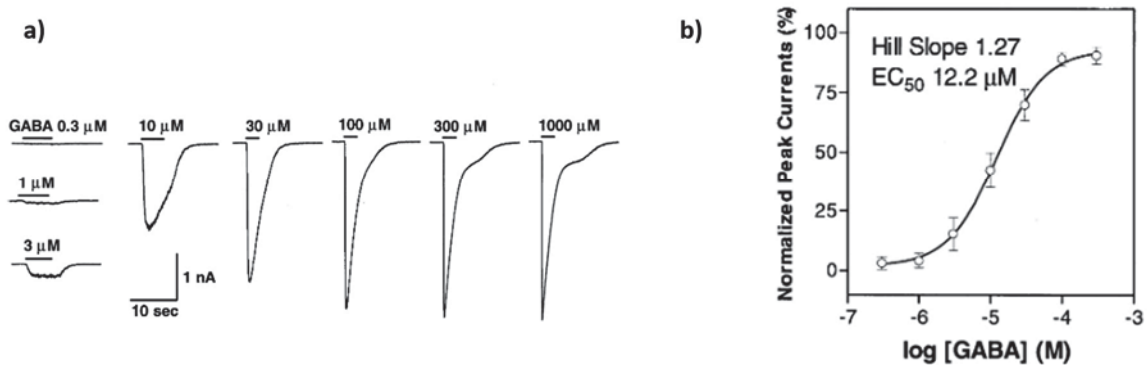 a)
GABA 0.3 µM
10 µM
30 µM
100 µM
300 µM
1000 µM
1 µM
3 µM
1 nA
10 sec
b)
Normalized Peak Currents (%)
100
75
50
25
0
Hill Slope 1.27
EC50 12.2 µM
-7
-6
-5
-4
-3
log [GABA] (M)